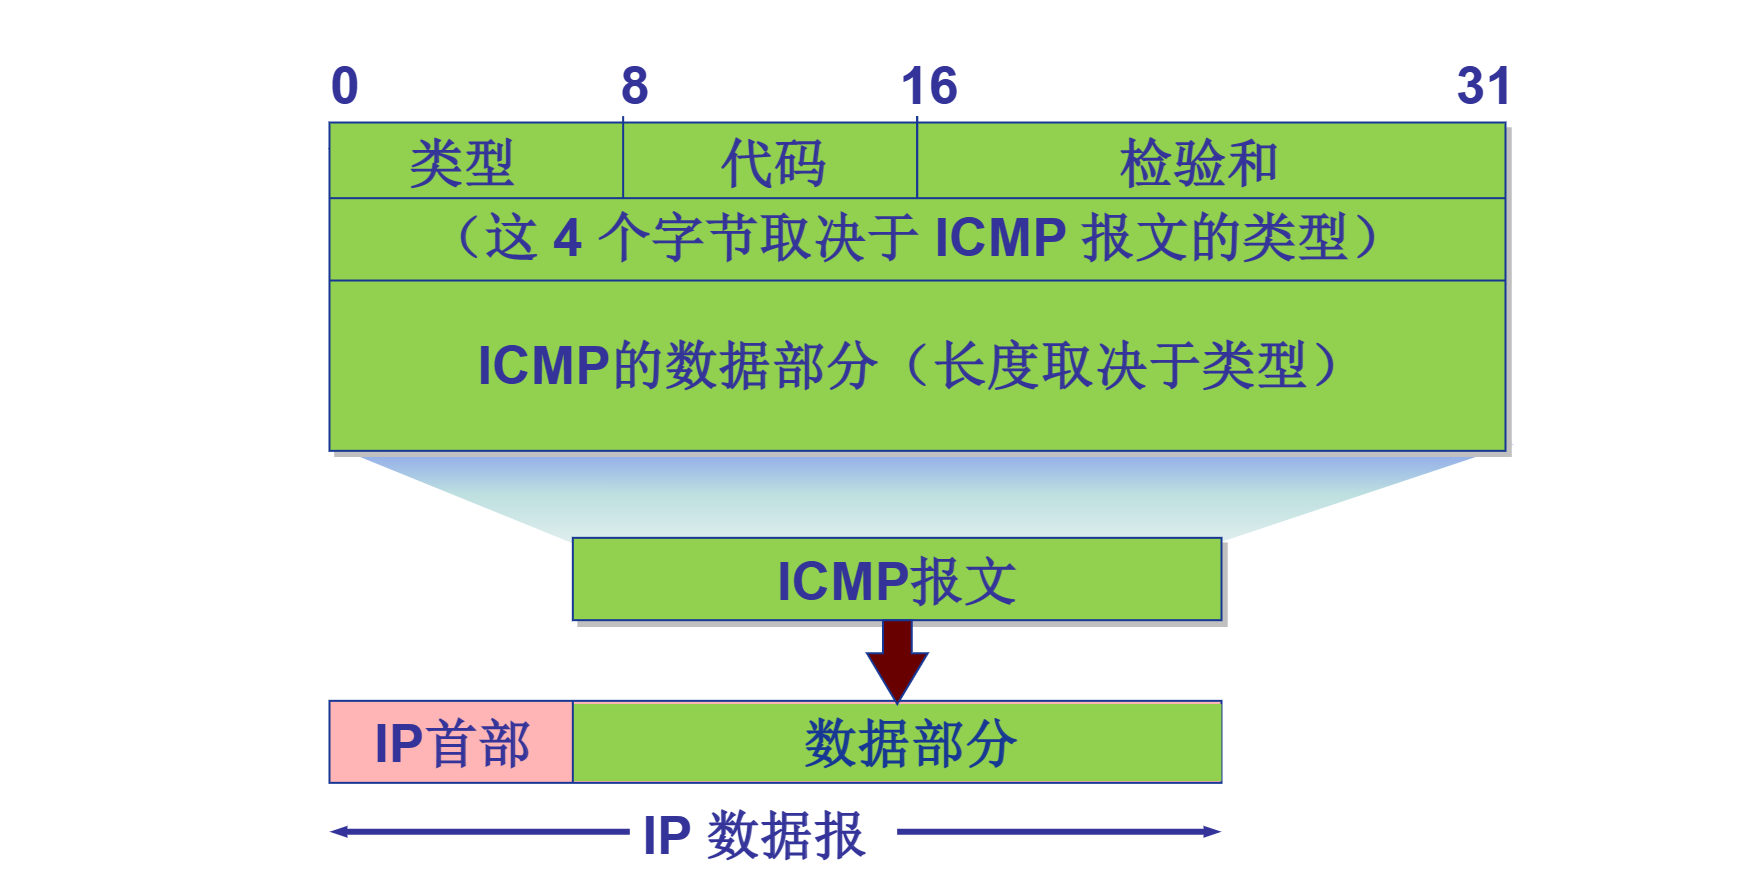 0 8 16 31
类型 代码 检验和
（这 4 个字节取决于 ICMP 报文的类型）
ICMP的数据部分（长度取决于类型）
ICMP报文
IP首部 数据部分
IP 数据报